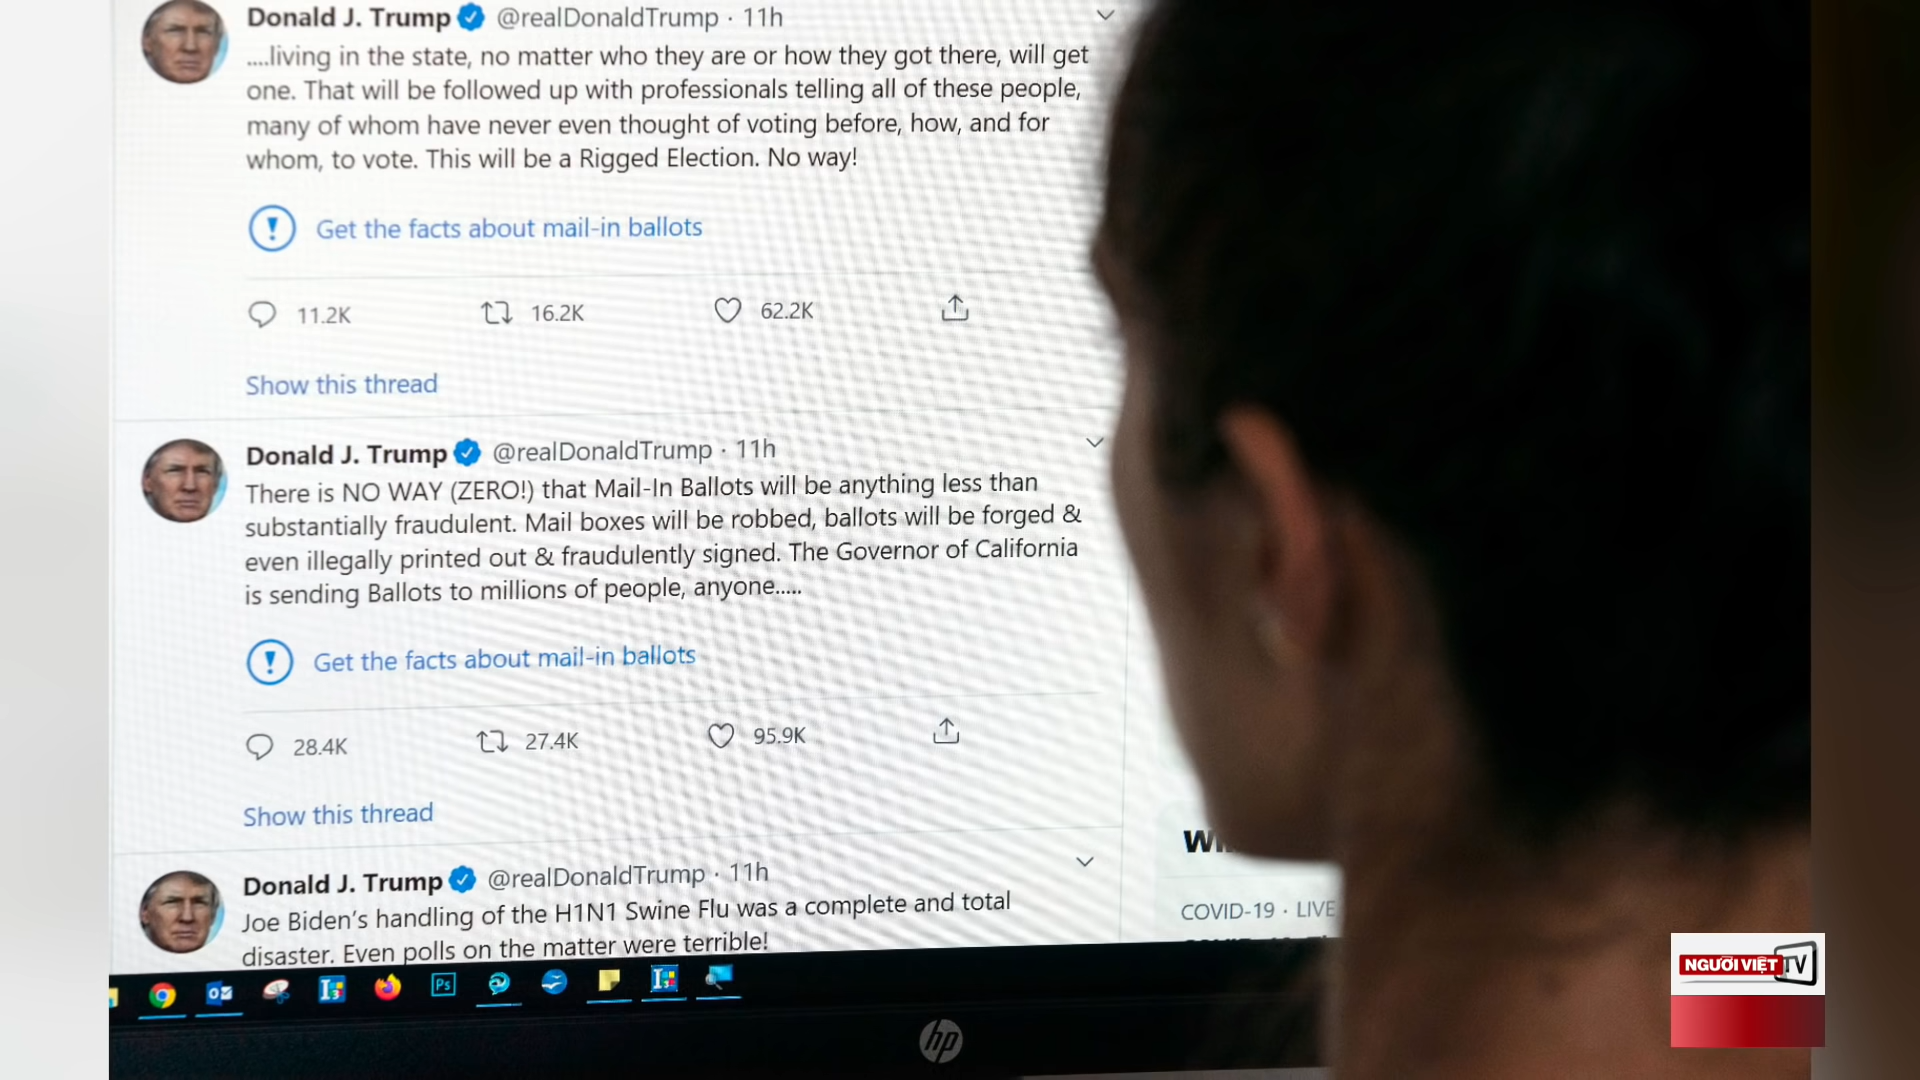 Donald J. Trump @realDonaldTrump · 11h
....living in the state, no matter who they are or how they got there, will get
one. That will be followed up with professionals telling all of these people,
many of whom have never even thought of voting before, how, and for
whom, to vote. This will be a Rigged Election. No way!
Get the facts about mail-in ballots
11.2K 16.2K 62.2K
Show this thread
Donald J. Trump @realDonaldTrump · 11h
There is NO WAY (ZERO!) that Mail-In Ballots will be anything less than
substantially fraudulent. Mail boxes will be robbed, ballots will be forged &
even illegally printed out & fraudulently signed. The Governor of California
is sending Ballots to millions of people, anyone.....
Get the facts about mail-in ballots
28.4K 27.4K 95.9K
Show this thread
Donald J. Trump @realDonaldTrump · 11h
Joe Biden's handling of the H1N1 Swine Flu was a complete and total
disaster. Even polls on the matter were terrible!
COVID-19 · LIVE
Ps
hp
NGƯỜI VIỆT TV